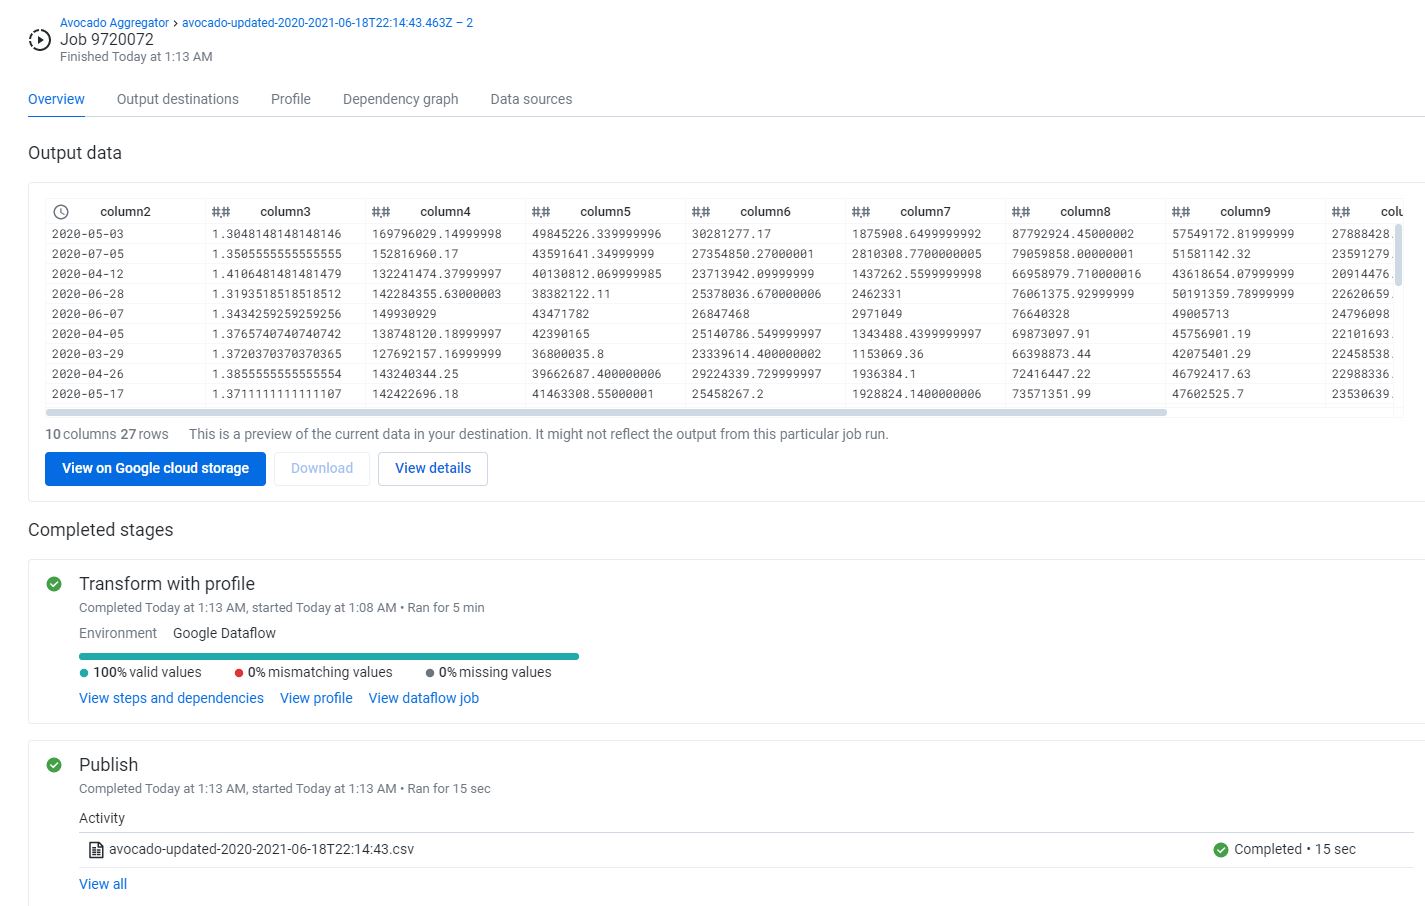 Avocado Aggregator > avocado-updated-2020-2021-06-18T22:14:43.463Z – 2
Job 9720072
Finished Today at 1:13 AM
Overview Output destinations Profile Dependency graph Data sources
Output data
column2 ##column3 ##column4 ##column5 ##column6 ##column7 ##column8 ##column9 ##colu
2020-05-03 1.3048148148148146 169796029.14999998 49845226.339999996 30281277.17 1875908.6499999992 87792924.45000002 57549172.81999999 27888428.
2020-07-05 1.3505555555555555 152816960.17 43591641.34999999 27354850.27000001 2810308.7700000005 79059858.00000001 51581142.32 23591279.
2020-04-12 1.4106481481481479 132241474.37999997 40130812.069999985 23713942.09999999 1437262.5599999998 66958979.710000016 43618654.07999999 20914476.
2020-06-28 1.3193518518518512 142284355.63000003 38382122.11 25378036.670000006 2462331 76061375.92999999 50191359.78999999 22620659.
2020-06-07 1.3434259259259256 149930929 43471782 26847468 2971049 76640328 49005713 24796098
2020-04-05 1.3765740740740742 138748120.18999997 42390165 25140786.549999997 1343488.4399999997 69873097.91 45756901.19 22101693.
2020-03-29 1.3720370370370365 127692157.16999999 36800035.8 23339614.400000002 1153069.36 66398873.44 42075401.29 22458538.
2020-04-26 1.3855555555555554 143240344.25 39662687.400000006 29224339.729999997 1936384.1 72416447.22 46792417.63 22988336.
2020-05-17 1.3711111111111107 142422696.18 41463308.55000001 25458267.2 1928824.1400000006 73571351.99 47602525.7 23530639.
10 columns 27 rows This is a preview of the current data in your destination. It might not reflect the output from this particular job run.
View on Google cloud storage Download View details
Completed stages
Transform with profile
Completed Today at 1:13 AM, started Today at 1:08 AM • Ran for 5 min
Environment Google Dataflow
100% valid values 0% mismatching values 0% missing values
View steps and dependencies View profile View dataflow job
Publish
Completed Today at 1:13 AM, started Today at 1:13 AM • Ran for 15 sec
Activity
avocado-updated-2020-2021-06-18T22:14:43.csv Completed • 15 sec
View all